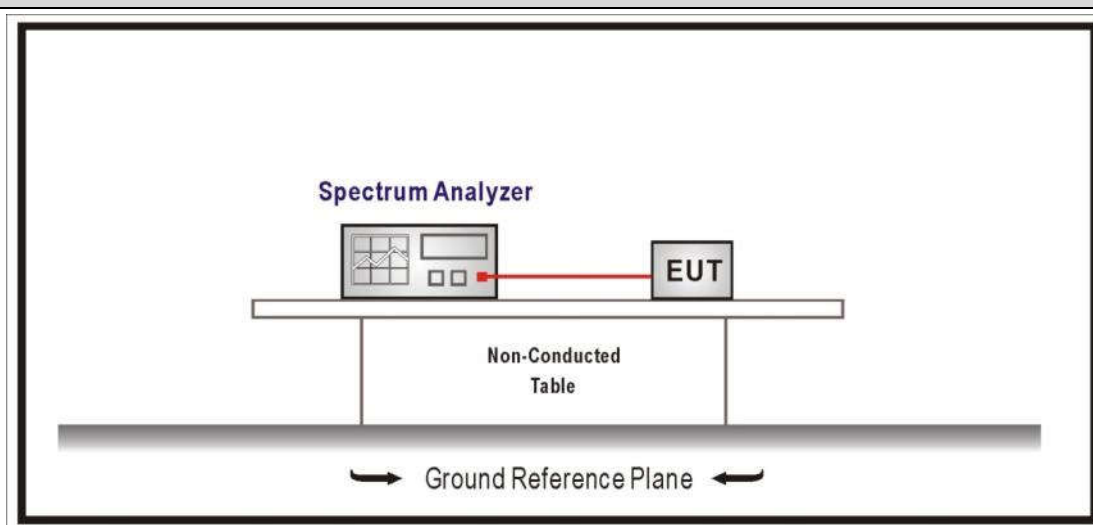 Spectrum Analyzer
EUT
Non-Conducted
Table
Ground Reference Plane